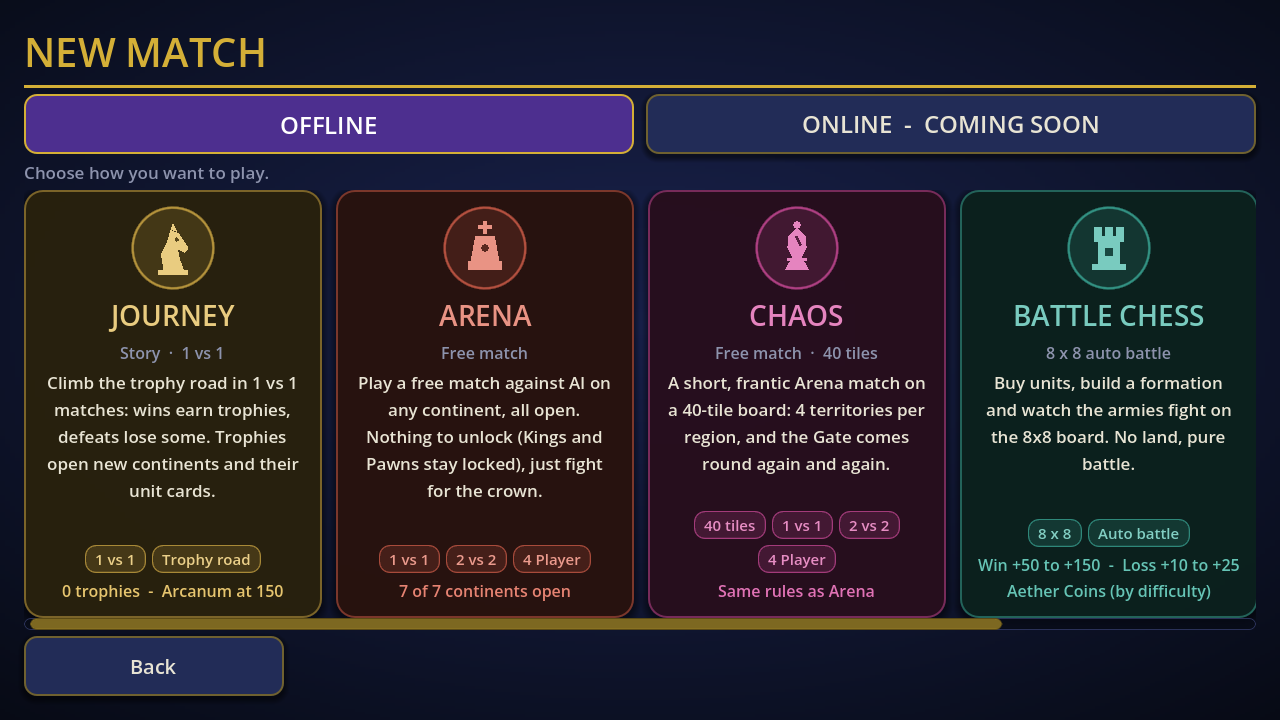 NEW MATCH
OFFLINE
ONLINE - COMING SOON
Choose how you want to play.
JOURNEY
Story · 1 vs 1
Climb the trophy road in 1 vs 1
matches: wins earn trophies,
defeats lose some. Trophies
open new continents and their
unit cards.
1 vs 1
Trophy road
0 trophies - Arcanum at 150
ARENA
Free match
Play a free match against AI on
any continent, all open.
Nothing to unlock (Kings and
Pawns stay locked), just fight
for the crown.
1 vs 1
2 vs 2
4 Player
7 of 7 continents open
CHAOS
Free match · 40 tiles
A short, frantic Arena match on
a 40-tile board: 4 territories per
region, and the Gate comes
round again and again.
40 tiles
1 vs 1
2 vs 2
4 Player
Same rules as Arena
BATTLE CHESS
8 x 8 auto battle
Buy units, build a formation
and watch the armies fight on
the 8x8 board. No land, pure
battle.
8 x 8
Auto battle
Win +50 to +150 - Loss +10 to +25
Aether Coins (by difficulty)
Back